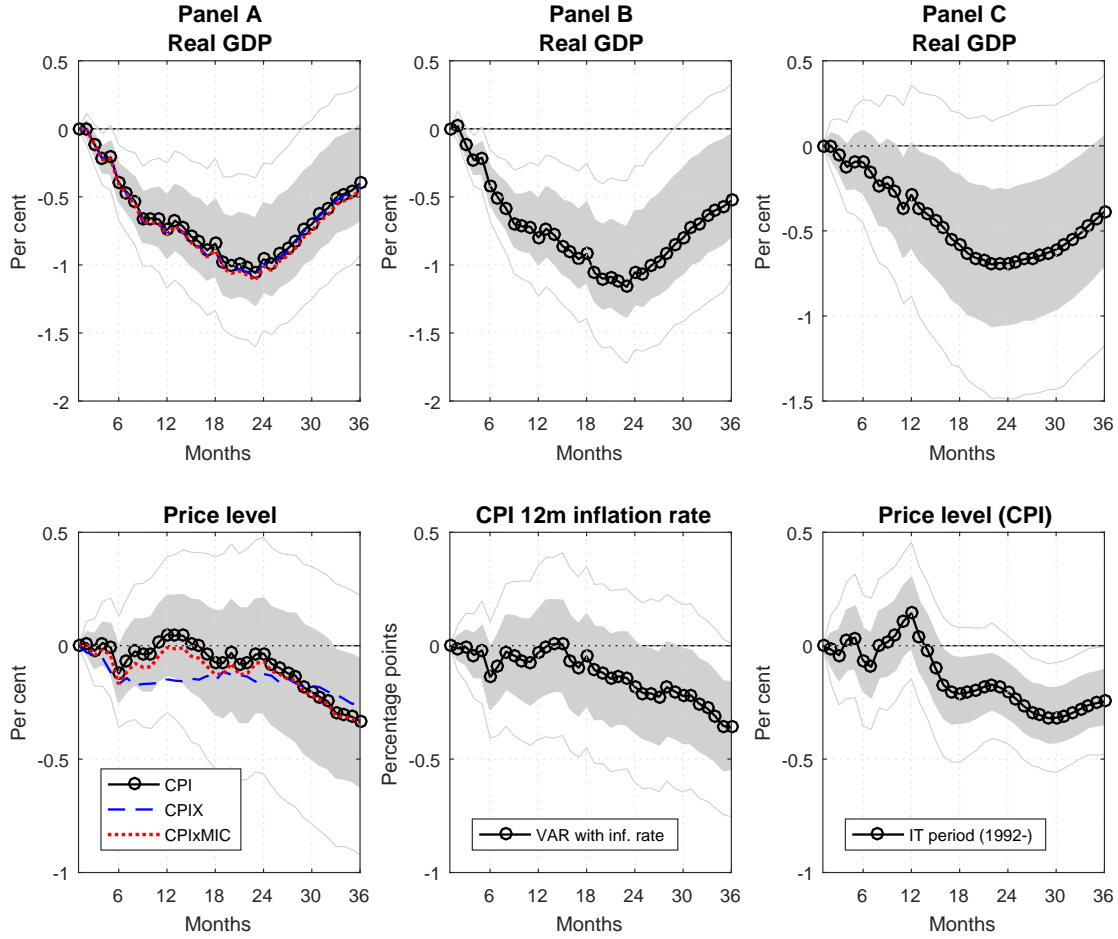 Panel A
Real GDP
Per cent
0.5
0
-0.5
-1
-1.5
-2
6 12 18 24 30 36
Months
Panel B
Real GDP
Per cent
0.5
0
-0.5
-1
-1.5
-2
6 12 18 24 30 36
Months
Panel C
Real GDP
Per cent
0.5
0
-0.5
-1
-1.5
6 12 18 24 30 36
Months
Price level
Per cent
0.5
0
-0.5
-1
CPI
CPIX
CPIxMIC
6 12 18 24 30 36
Months
CPI 12m inflation rate
Percentage points
0.5
0
-0.5
-1
VAR with inf. rate
6 12 18 24 30 36
Months
Price level (CPI)
Per cent
0.5
0
-0.5
-1
IT period (1992-)
6 12 18 24 30 36
Months